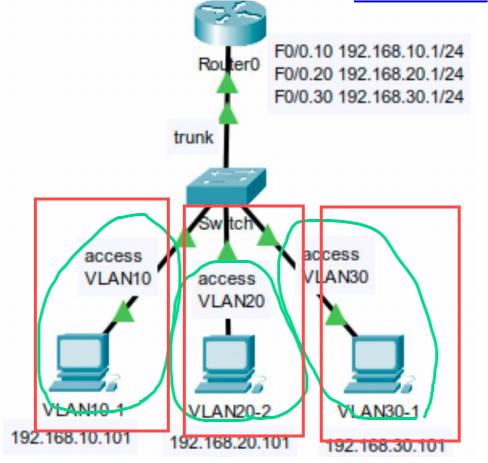 Router0
F0/0.10 192.168.10.1/24
F0/0.20 192.168.20.1/24
F0/0.30 192.168.30.1/24
trunk
Switch
access
VLAN10
access
VLAN20
access
VLAN30
VLAN10-1
VLAN20-2
VLAN30-1
192.168.10.101
192.168.20.101
192.168.30.101